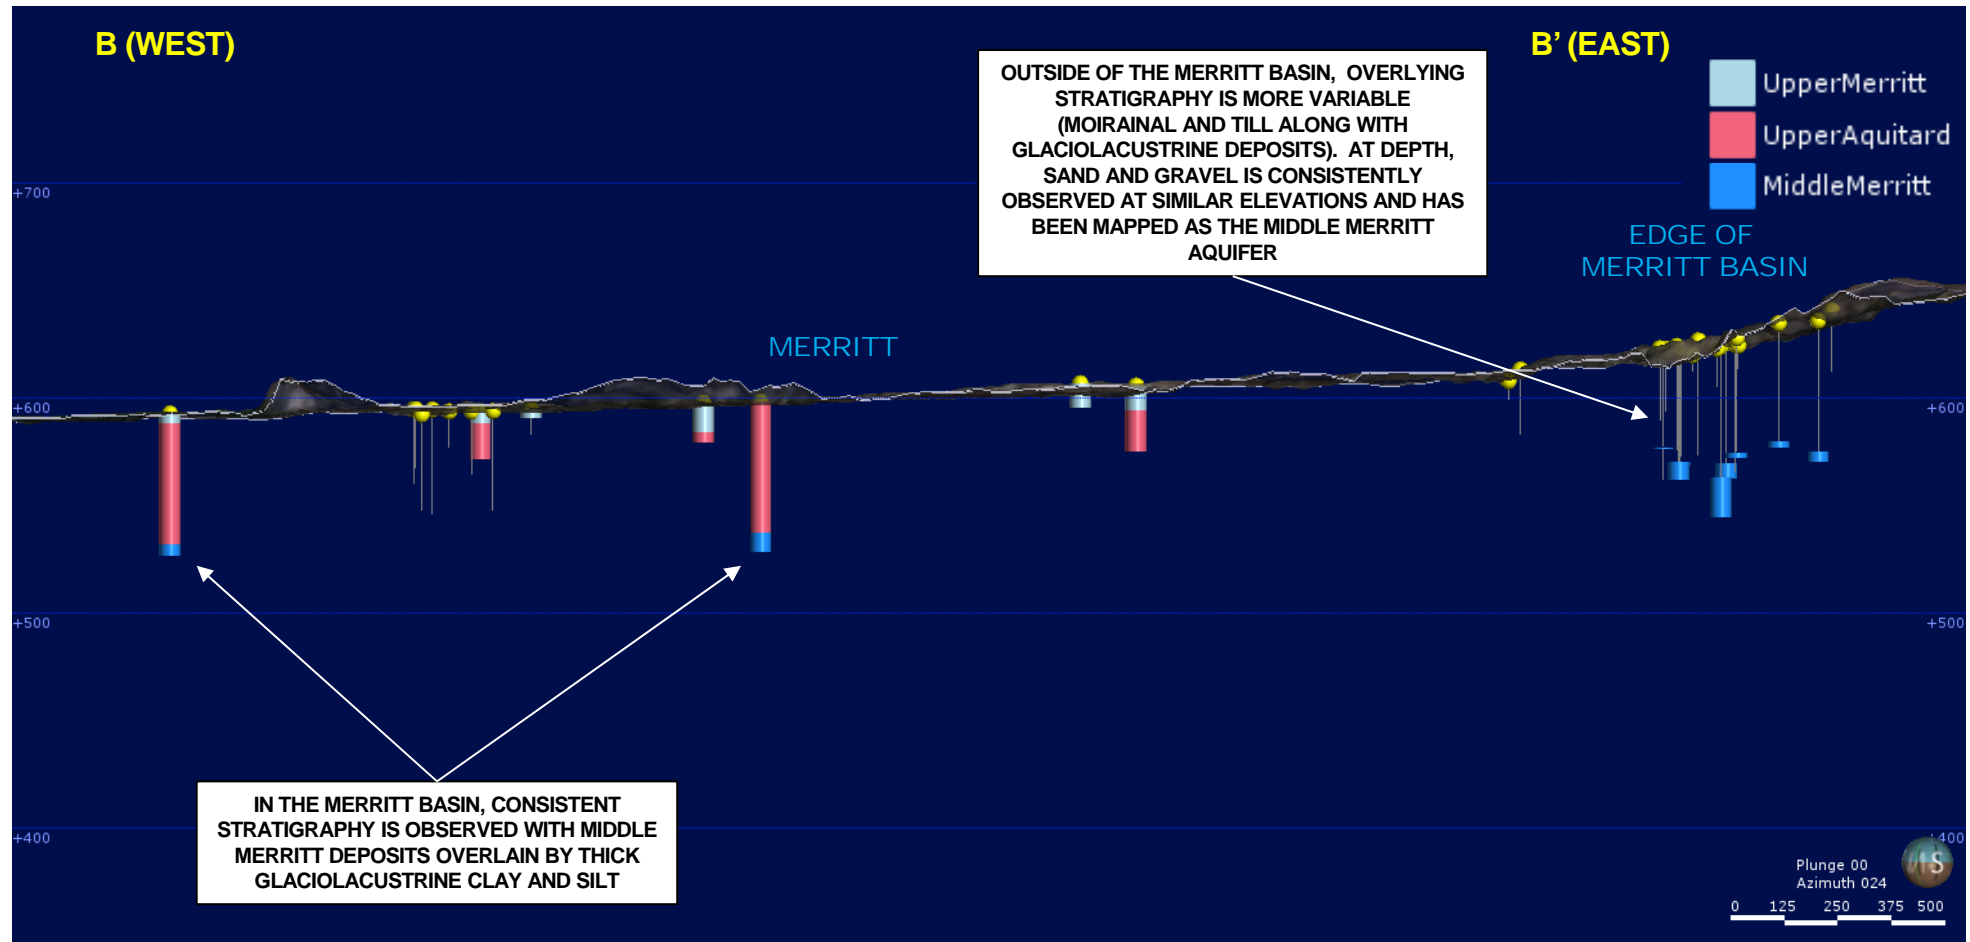 B (WEST)
B’ (EAST)
OUTSIDE OF THE MERRITT BASIN, OVERLYING
STRATIGRAPHY IS MORE VARIABLE
(MOIRAINAL AND TILL ALONG WITH
GLACIOLACUSTRINE DEPOSITS). AT DEPTH,
SAND AND GRAVEL IS CONSISTENTLY
OBSERVED AT SIMILAR ELEVATIONS AND HAS
BEEN MAPPED AS THE MIDDLE MERRITT
AQUIFER
UpperMerritt
UpperAquitard
MiddleMerritt
+700
EDGE OF
MERRITT BASIN
MERRITT
+600
+600
+500
+500
IN THE MERRITT BASIN, CONSISTENT
STRATIGRAPHY IS OBSERVED WITH MIDDLE
MERRITT DEPOSITS OVERLAIN BY THICK
GLACIOLACUSTRINE CLAY AND SILT
+400
+400
Plunge 00
Azimuth 024
S
0 125 250 375 500